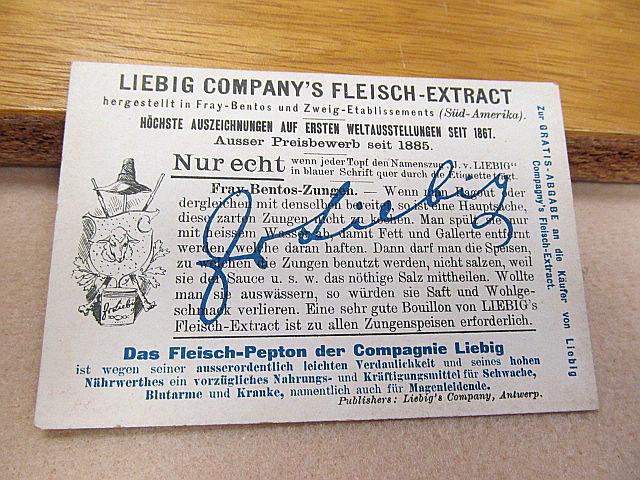 LIEBIG COMPANY'S FLEISCH-EXTRACT
hergestellt in Fray-Bentos und Zweig-Etablissements (Süd-Amerika).
HÖCHSTE AUSZEICHNUNGEN AUF ERSTEN WELTAUSSTELLUNGEN SEIT 1867.
Ausser Preisbewerb seit 1885.
Nur echt wenn jeder Topf den Namenszug "J. v. LIEBIG"
in blauer Schrift quer durch die Etiquette trägt.
Fray-Bentos-Zungen. — Wenn man Ragout oder
dergleichen mit denselben bereitet, so ist eine Hauptsache,
diese zarten Zungen nicht zu kochen. Man spült sie nur
mit heissem Wasser ab, damit Fett und Gallerte entfernt
werden, welche daran haften. Dann darf man die Speisen,
zu welchen die Zungen benutzt werden, nicht salzen, weil
sie der Sauce u. s. w. das nöthige Salz mittheilen. Wollte
man sie auswässern, so würden sie Saft und Wohlge-
schmack verlieren. Eine sehr gute Bouillon von LIEBIG's
Fleisch-Extract ist zu allen Zungenspeisen erforderlich.
JvLiebig
JvLiebig
Das Fleisch-Pepton der Compagnie Liebig
ist wegen seiner ausserordentlich leichten Verdaulichkeit und seines hohen
Nährwerthes ein vorzügliches Nahrungs- und Kräftigungsmittel für Schwache,
Blutarme und Kranke, namentlich auch für Magenleidende.
Publishers: Liebig's Company, Antwerp.
Zur GRATIS-ABGABE an die Käufer von Liebig
Company's Fleisch-Extract.